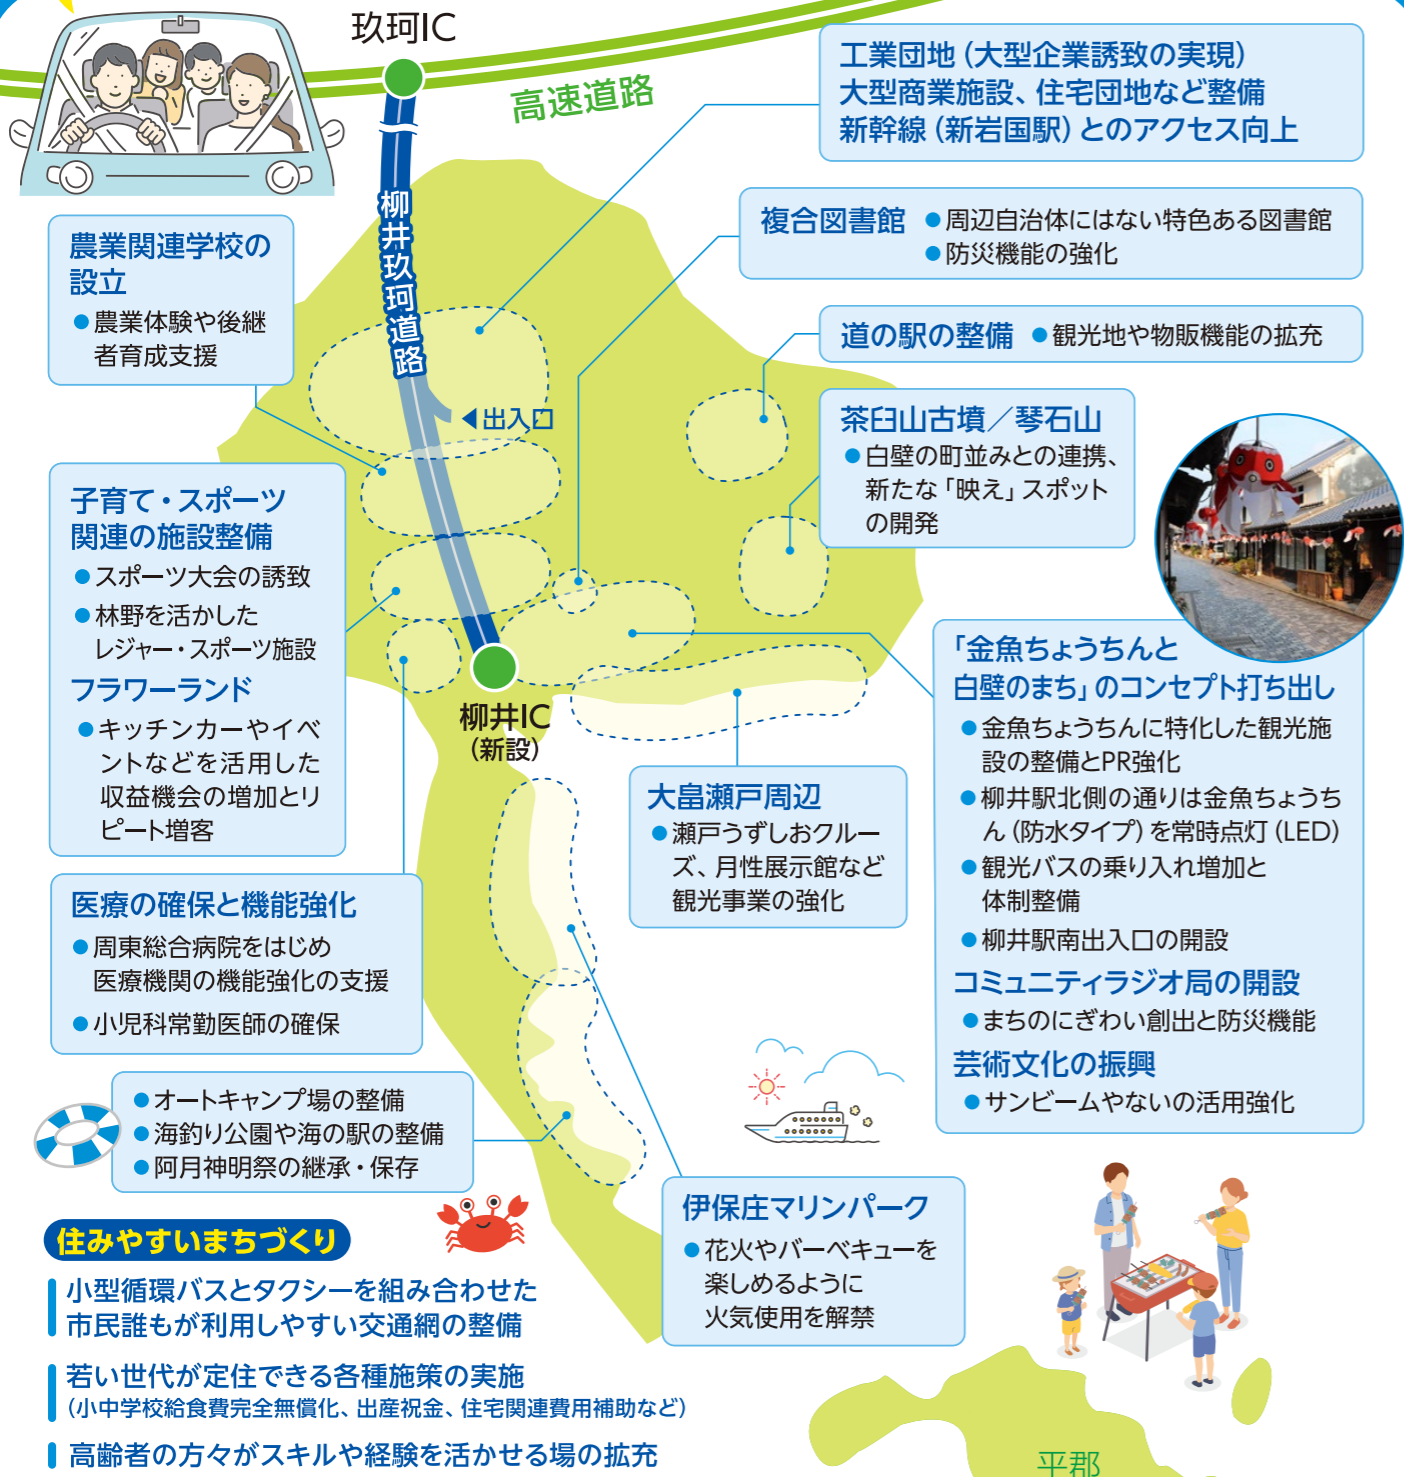 玖珂IC
高速道路
柳井玖珂道路
出入口
柳井IC
(新設)
工業団地(大型企業誘致の実現)
大型商業施設、住宅団地など整備
新幹線(新岩国駅)とのアクセス向上
複合図書館
●周辺自治体にはない特色ある図書館
●防災機能の強化
道の駅の整備 ●観光地や物販機能の拡充
茶臼山古墳/琴石山
●白壁の町並みとの連携、
新たな「映え」スポット
の開発
農業関連学校の
設立
●農業体験や後継
者育成支援
子育て・スポーツ
関連の施設整備
●スポーツ大会の誘致
●林野を活かした
レジャー・スポーツ施設
フラワーランド
●キッチンカーやイベ
ントなどを活用した
収益機会の増加とリ
ピート増客
医療の確保と機能強化
●周東総合病院をはじめ
医療機関の機能強化の支援
●小児科常勤医師の確保
●オートキャンプ場の整備
●海釣り公園や海の駅の整備
●阿月神明祭の継承・保存
大畠瀬戸周辺
●瀬戸うずしおクルー
ズ、月性展示館など
観光事業の強化
「金魚ちょうちんと
白壁のまち」のコンセプト打ち出し
●金魚ちょうちんに特化した観光施
設の整備とPR強化
●柳井駅北側の通りは金魚ちょうち
ん(防水タイプ)を常時点灯(LED)
●観光バスの乗り入れ増加と
体制整備
●柳井駅南出入口の開設
コミュニティラジオ局の開設
●まちのにぎわい創出と防災機能
芸術文化の振興
●サンビームやないの活用強化
伊保庄マリンパーク
●花火やバーベキューを
楽しめるように
火気使用を解禁
住みやすいまちづくり
小型循環バスとタクシーを組み合わせた
市民誰もが利用しやすい交通網の整備
若い世代が定住できる各種施策の実施
(小中学校給食費完全無償化、出産祝金、住宅関連費用補助など)
高齢者の方々がスキルや経験を活かせる場の拡充
平郡